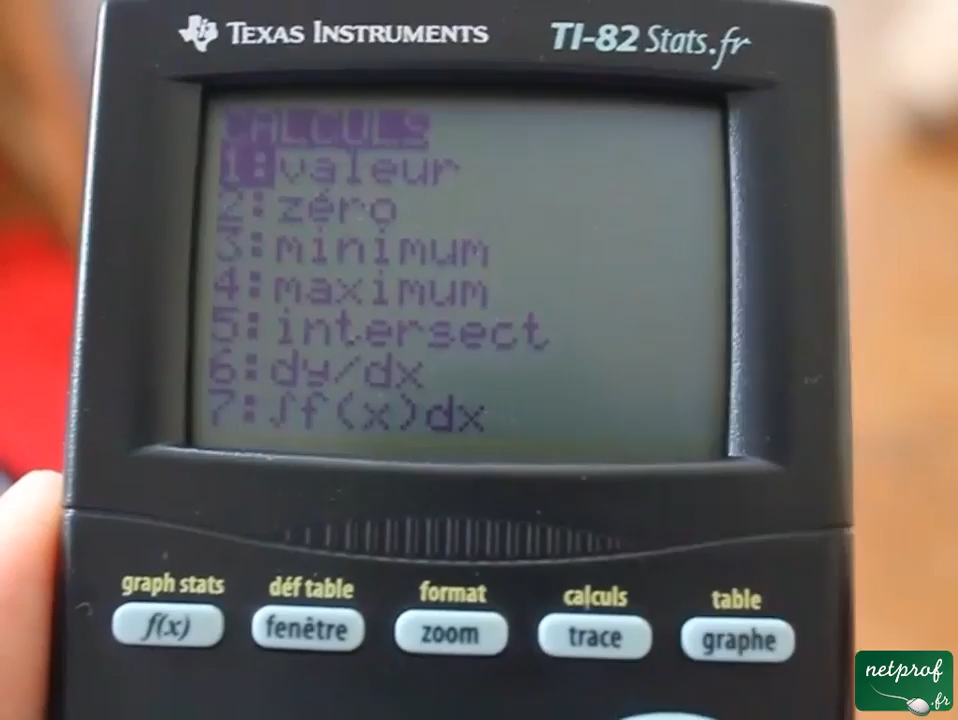 TEXAS INSTRUMENTS TI-82 Stats.fr
CALCULS
1:valeur
2:zéro
3:minimum
4:maximum
5:intersect
6:dy/dx
7:∫f(x)dx
graph stats déf table format calculs table
f(x) fenêtre zoom trace graphe
netprof
.fr